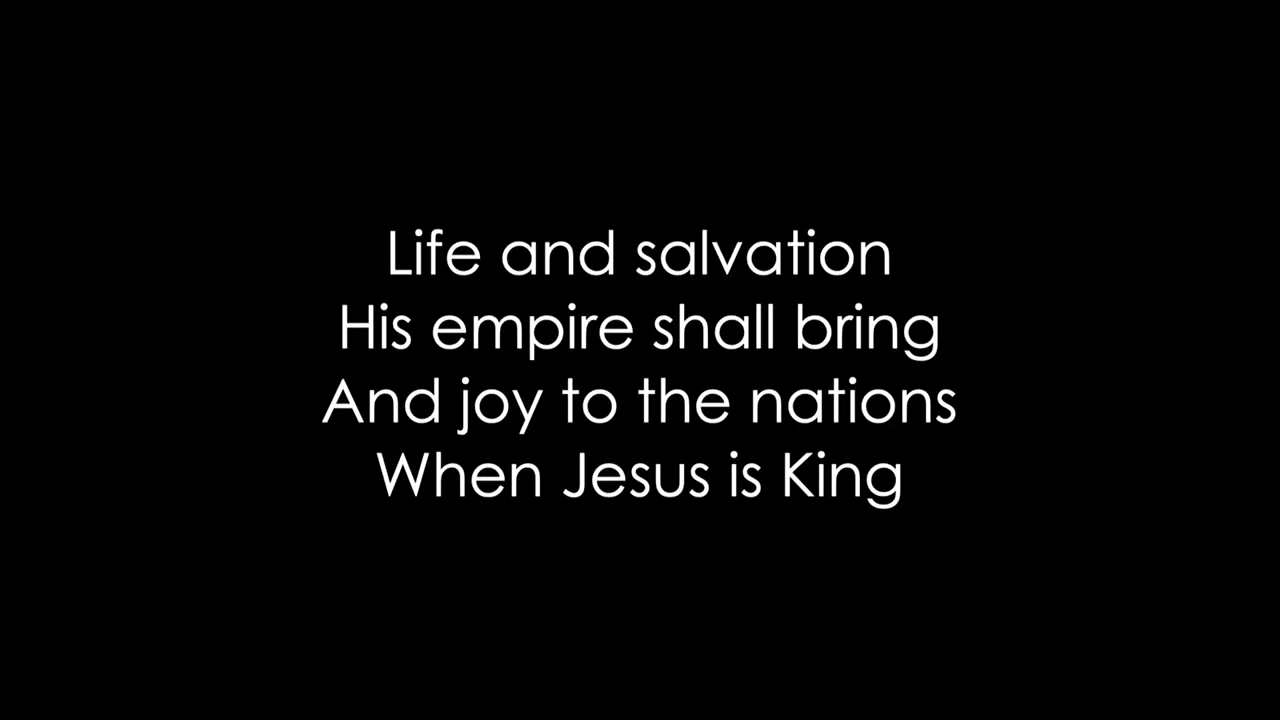 Life and salvation
His empire shall bring
And joy to the nations
When Jesus is King